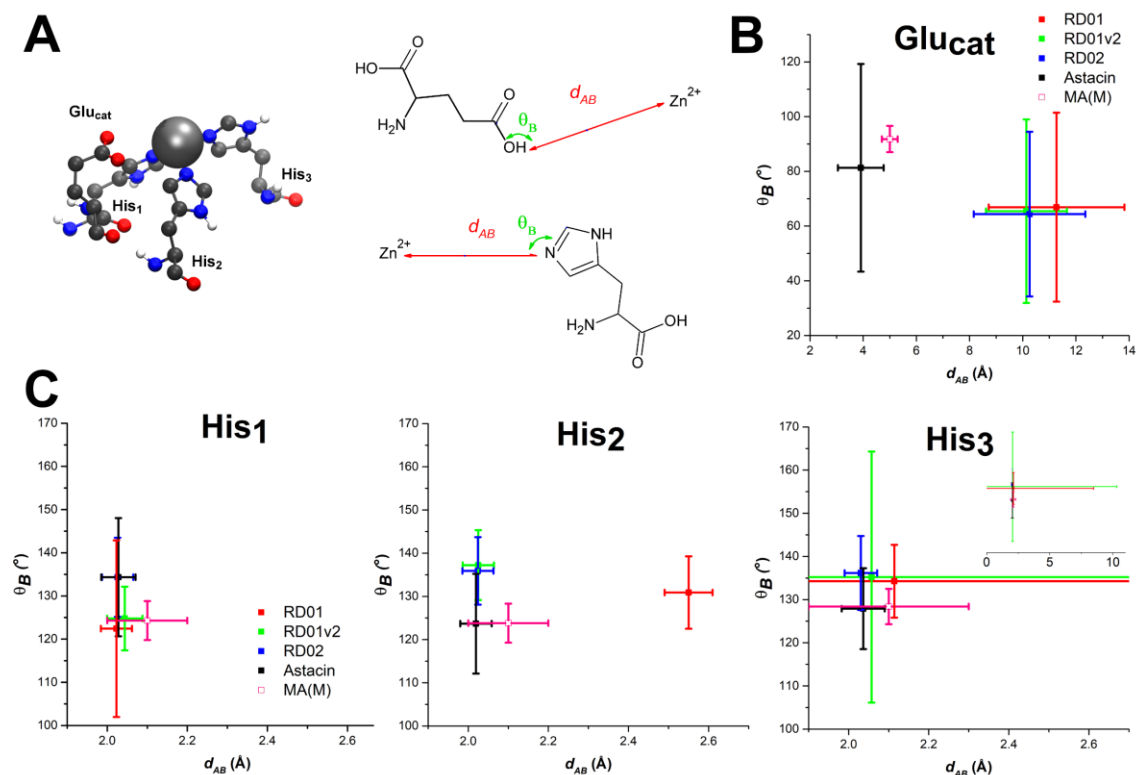 A
Glu cat
His1
His2
His3
O
HO
H2N
O
OH
θB
dAB
Zn2+
Zn2+
dAB
θB
N
NH
H2N
OH
O
B
Glucat
RD01
RD01v2
RD02
Astacin
MA(M)
θB (°)
140
120
100
80
60
40
20
2 4 6 8 10 12 14
dAB (Å)
C
His1
θB (°)
170
160
150
140
130
120
110
100
RD01
RD01v2
RD02
Astacin
MA(M)
2.0 2.2 2.4 2.6
dAB (Å)
His2
θB (°)
170
160
150
140
130
120
110
100
2.0 2.2 2.4 2.6
dAB (Å)
His3
θB (°)
170
160
150
140
130
120
110
100
0 5 10
2.0 2.2 2.4 2.6
dAB (Å)